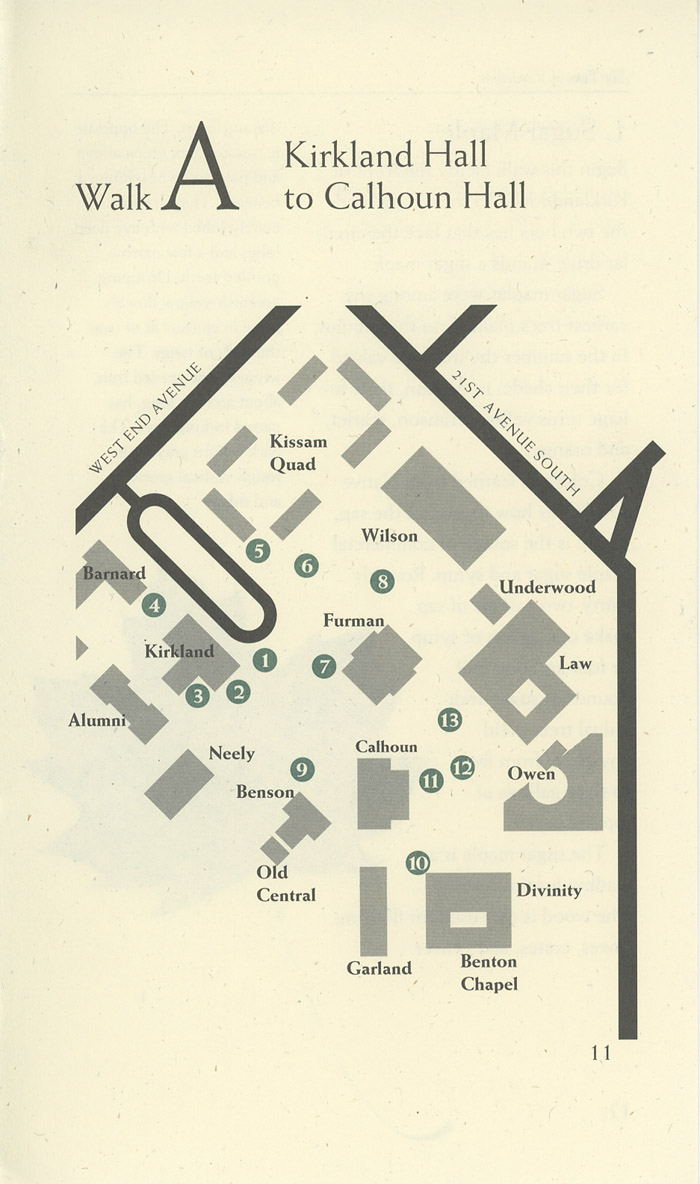 Walk A
Kirkland Hall
to Calhoun Hall
WEST END AVENUE
21ST AVENUE SOUTH
Kissam
Quad
Wilson
5
6
8
Barnard
Underwood
4
Furman
Kirkland
1
7
Law
3
2
Alumni
13
Neely
Calhoun
9
12
Owen
11
Benson
10
Old
Central
Divinity
Garland
Benton
Chapel
11